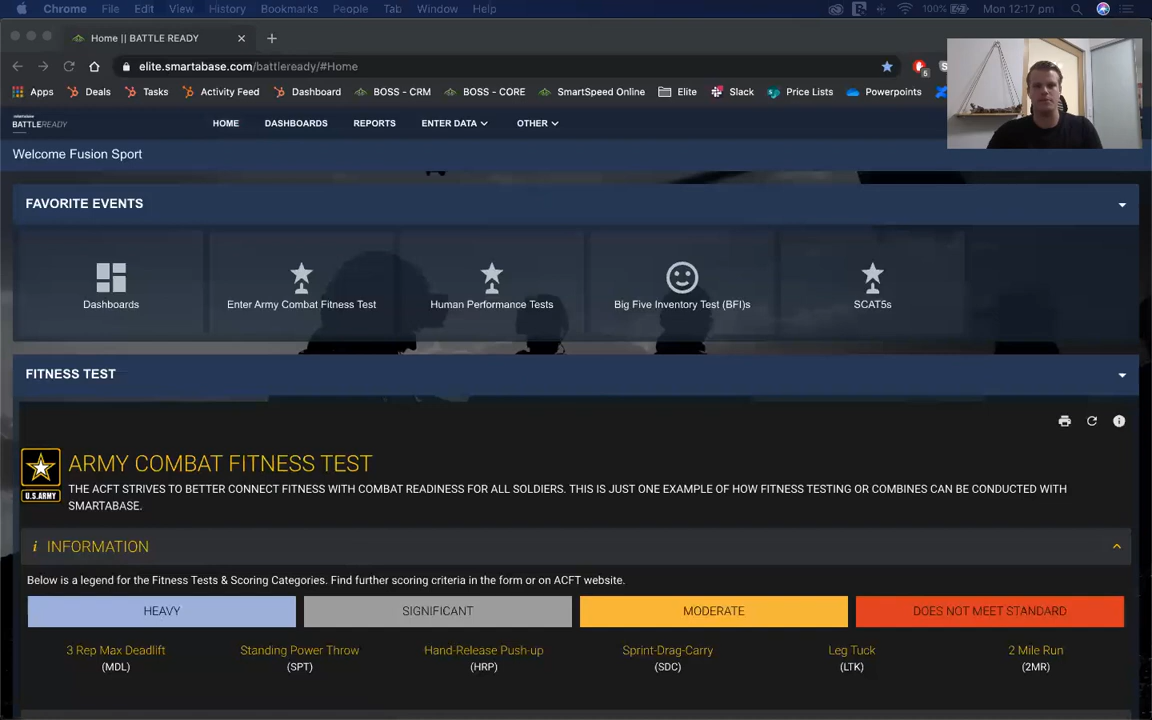 Chrome File Edit View History Bookmarks People Tab Window Help 100% Mon 12:17 pm
Home || BATTLE READY
elite.smartabase.com/battleready/#Home
Apps Deals Tasks Activity Feed Dashboard BOSS - CRM BOSS - CORE SmartSpeed Online Elite Slack Price Lists Powerpoints
BATTLEREADY HOME DASHBOARDS REPORTS ENTER DATA OTHER
Welcome Fusion Sport
FAVORITE EVENTS
Dashboards Enter Army Combat Fitness Test Human Performance Tests Big Five Inventory Test (BFI)s SCAT5s
FITNESS TEST
ARMY COMBAT FITNESS TEST
U.S.ARMY
THE ACFT STRIVES TO BETTER CONNECT FITNESS WITH COMBAT READINESS FOR ALL SOLDIERS. THIS IS JUST ONE EXAMPLE OF HOW FITNESS TESTING OR COMBINES CAN BE CONDUCTED WITH
SMARTABASE.
i INFORMATION
Below is a legend for the Fitness Tests & Scoring Categories. Find further scoring criteria in the form or on ACFT website.
HEAVY SIGNIFICANT MODERATE DOES NOT MEET STANDARD
3 Rep Max Deadlift Standing Power Throw Hand-Release Push-up Sprint-Drag-Carry Leg Tuck 2 Mile Run
(MDL) (SPT) (HRP) (SDC) (LTK) (2MR)